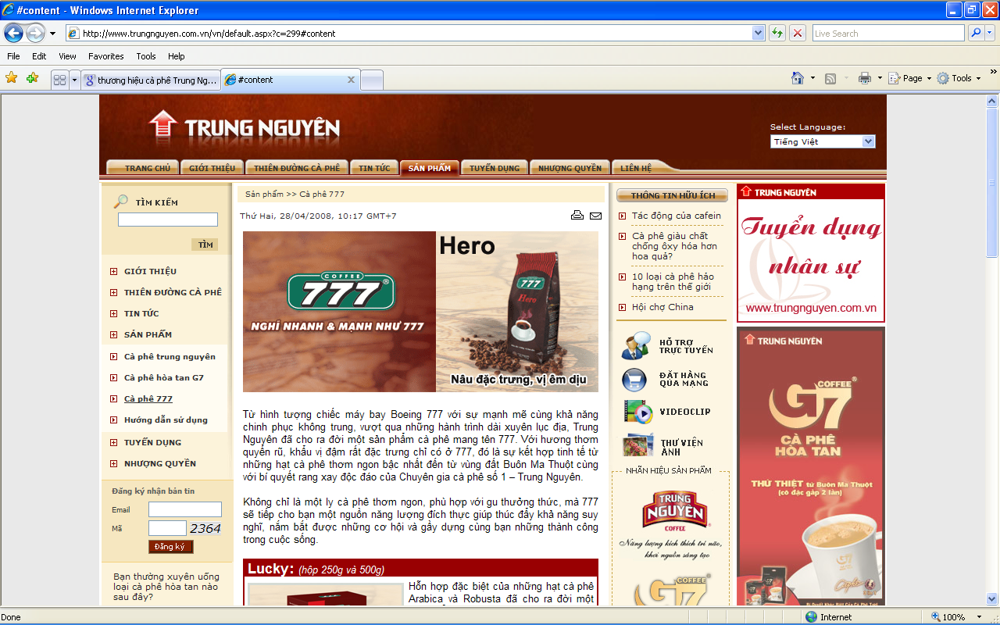 #content - Windows Internet Explorer
http://www.trungnguyen.com.vn/vn/default.aspx?c=299#content
Live Search
File Edit View Favorites Tools Help
thương hiệu cà phê Trung Ng...
#content
Page Tools
TRUNG NGUYÊN
Select Language:
Tiếng Việt
TRANG CHỦ
GIỚI THIỆU
THIÊN ĐƯỜNG CÀ PHÊ
TIN TỨC
SẢN PHẨM
TUYỂN DỤNG
NHƯỢNG QUYỀN
LIÊN HỆ
TÌM KIẾM
TÌM
GIỚI THIỆU
THIÊN ĐƯỜNG CÀ PHÊ
TIN TỨC
SẢN PHẨM
Cà phê trung nguyên
Cà phê hòa tan G7
Cà phê 777
Hướng dẫn sử dụng
TUYỂN DỤNG
NHƯỢNG QUYỀN
Đăng ký nhận bản tin
Email
Mã
2364
Đăng ký
Bạn thường xuyên uống
loại cà phê hòa tan nào
sau đây?
Sản phẩm >> Cà phê 777
Thứ Hai, 28/04/2008, 10:17 GMT+7
COFFEE
777
®
NGHĨ NHANH & MẠNH NHƯ 777
Hero
777
Hero
Nâu đặc trưng, vị êm dịu
Từ hình tượng chiếc máy bay Boeing 777 với sự mạnh mẽ cùng khả năng
chinh phục không trung, vượt qua những hành trình dài xuyên lục địa, Trung
Nguyên đã cho ra đời một sản phẩm cà phê mang tên 777. Với hương thơm
quyến rũ, khẩu vị đậm rất đặc trưng chỉ có ở 777, đó là sự kết hợp tinh tế từ
những hạt cà phê thơm ngon bậc nhất đến từ vùng đất Buôn Ma Thuột cùng
với bí quyết rang xay độc đáo của Chuyên gia cà phê số 1 – Trung Nguyên.
Không chỉ là một ly cà phê thơm ngon, phù hợp với gu thưởng thức, mà 777
sẽ tiếp cho bạn một nguồn năng lượng đích thực giúp thúc đẩy khả năng suy
nghĩ, nắm bắt được những cơ hội và gầy dựng cùng bạn những thành công
trong cuộc sống.
Lucky: (hộp 250g và 500g)
Hỗn hợp đặc biệt của những hạt cà phê
Arabica và Robusta đã cho ra đời một
THÔNG TIN HỮU ÍCH
Tác động của cafein
Cà phê giàu chất
chống ôxy hóa hơn
hoa quả?
10 loại cà phê hảo
hạng trên thế giới
Hội chợ China
HỖ TRỢ
TRỰC TUYẾN
ĐẶT HÀNG
QUA MẠNG
VIDEOCLIP
THƯ VIỆN
ẢNH
NHÃN HIỆU SẢN PHẨM
TRUNG
NGUYÊN
COFFEE
Năng lượng kích thích trí não,
khơi nguồn sáng tạo
COFFEE
G7
TRUNG NGUYÊN
Tuyển dụng
nhân sự
www.trungnguyen.com.vn
TRUNG NGUYÊN
G7
COFFEE
®
CÀ PHÊ
HÒA TAN
THỨ THIỆT từ Buôn Ma Thuột
(cô đặc gấp 2 lần)
G7
Done
Internet
100%